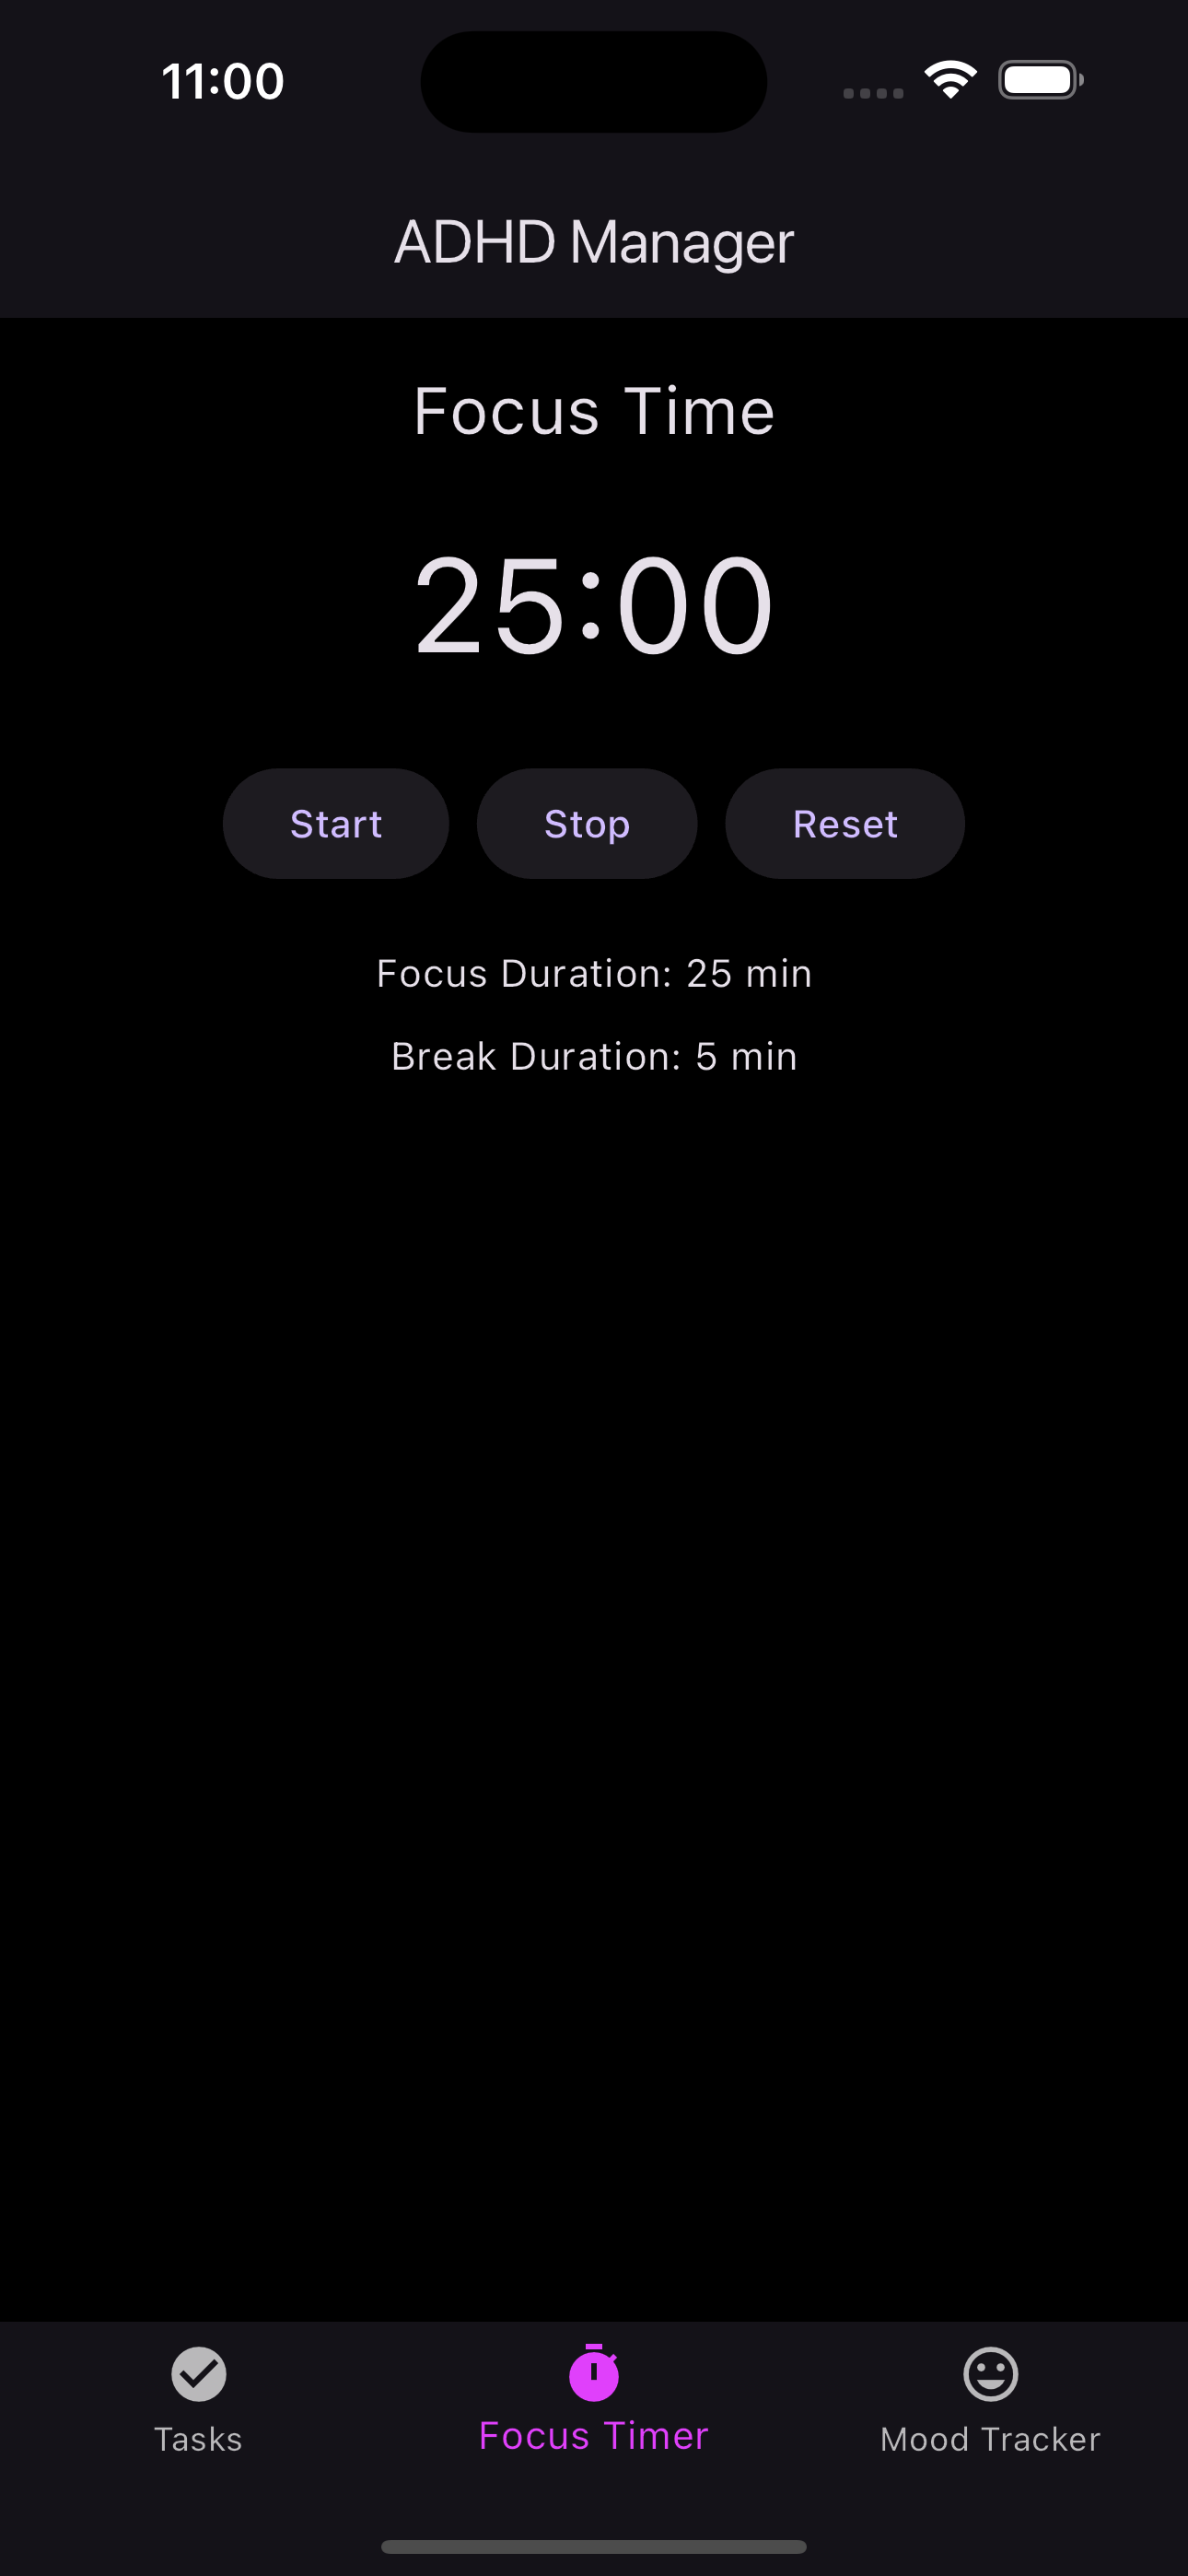 11:00
ADHD Manager
Focus Time
25:00
Start Stop Reset
Focus Duration: 25 min
Break Duration: 5 min
Tasks Focus Timer Mood Tracker